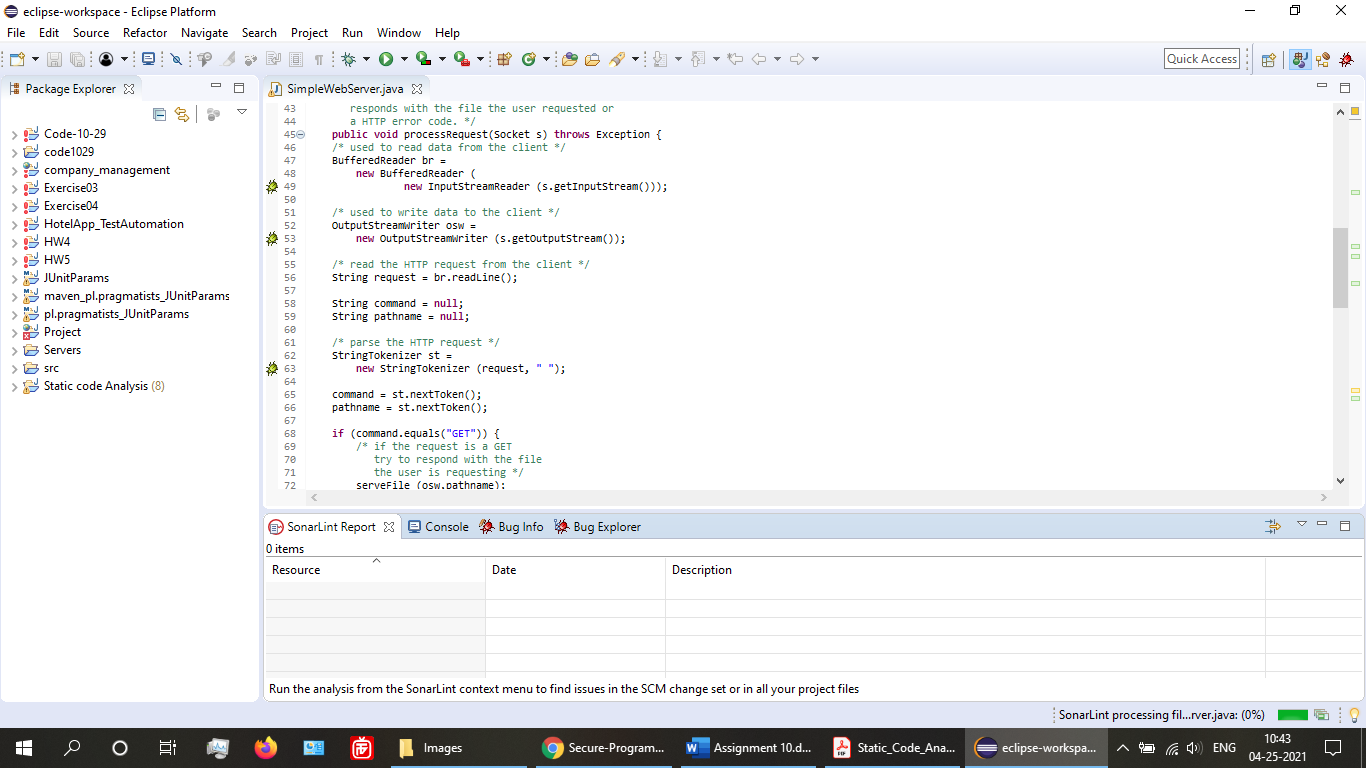 eclipse-workspace - Eclipse Platform
File Edit Source Refactor Navigate Search Project Run Window Help
Quick Access
Package Explorer
SimpleWebServer.java
Code-10-29
code1029
company_management
Exercise03
Exercise04
HotelApp_TestAutomation
HW4
HW5
JUnitParams
maven_pl.pragmatists_JUnitParams
pl.pragmatists_JUnitParams
Project
Servers
src
Static code Analysis (8)
43 responds with the file the user requested or
44 a HTTP error code. */
45 public void processRequest(Socket s) throws Exception {
46 /* used to read data from the client */
47 BufferedReader br =
48 new BufferedReader (
49 new InputStreamReader (s.getInputStream()));
50
51 /* used to write data to the client */
52 OutputStreamWriter osw =
53 new OutputStreamWriter (s.getOutputStream());
54
55 /* read the HTTP request from the client */
56 String request = br.readLine();
57
58 String command = null;
59 String pathname = null;
60
61 /* parse the HTTP request */
62 StringTokenizer st =
63 new StringTokenizer (request, " ");
64
65 command = st.nextToken();
66 pathname = st.nextToken();
67
68 if (command.equals("GET")) {
69 /* if the request is a GET
70 try to respond with the file
71 the user is requesting */
72 serveFile (osw,pathname);
SonarLint Report Console Bug Info Bug Explorer
0 items
Resource Date Description
Run the analysis from the SonarLint context menu to find issues in the SCM change set or in all your project files
SonarLint processing fil...rver.java: (0%)
Images Secure-Program... Assignment 10.d... Static_Code_Ana... eclipse-workspa... ENG 10:43
04-25-2021